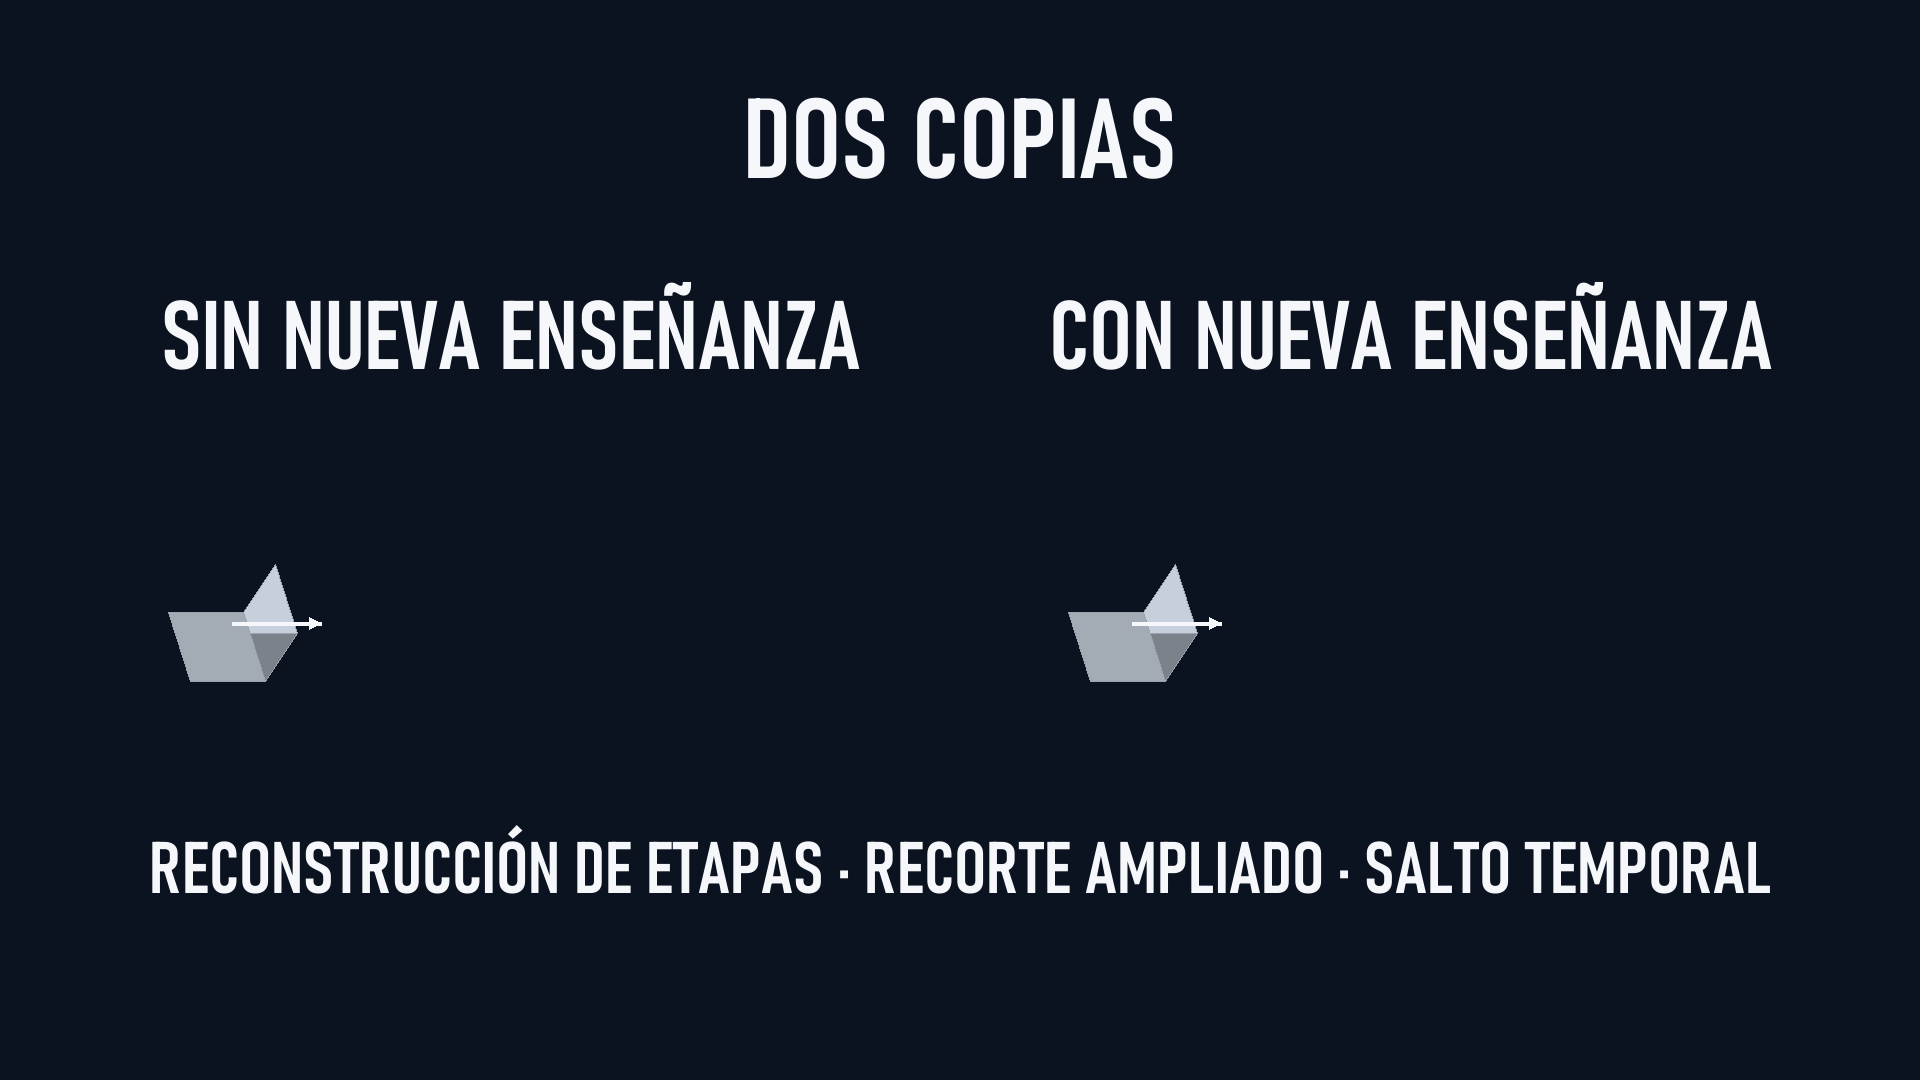 DOS COPIAS
SIN NUEVA ENSEÑANZA
CON NUEVA ENSEÑANZA
RECONSTRUCCIÓN DE ETAPAS · RECORTE AMPLIADO · SALTO TEMPORAL